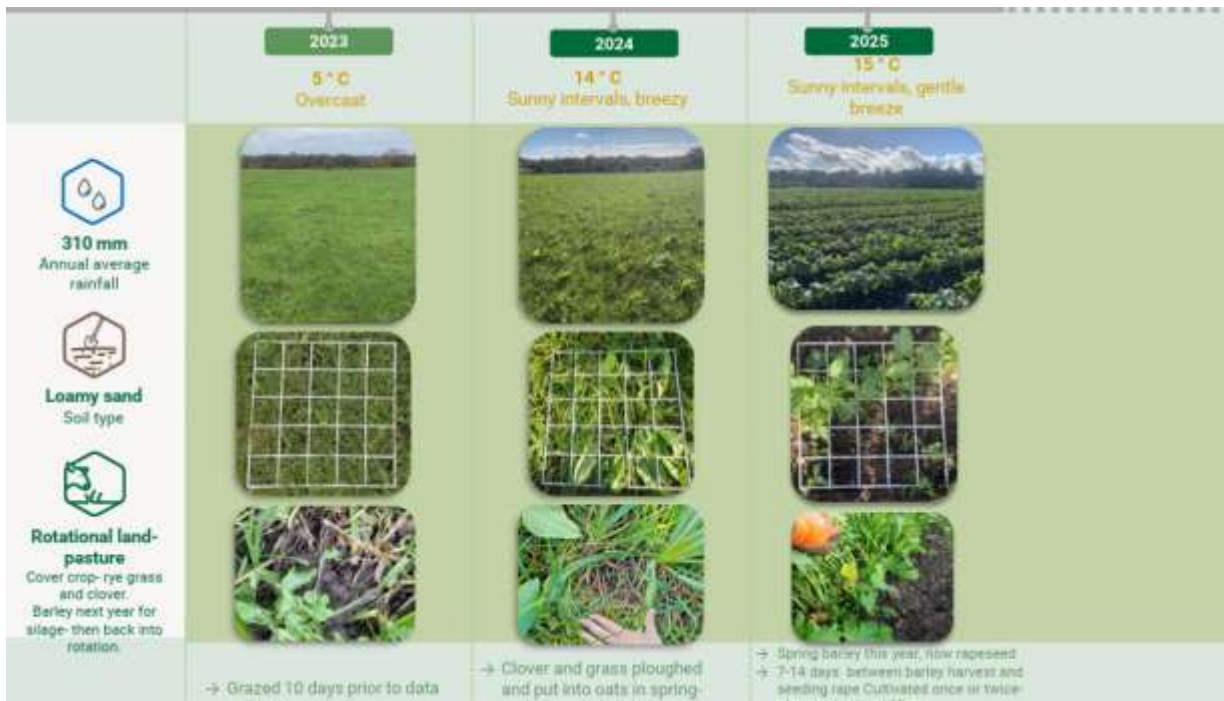 2023
5 ° C
Overcast
2024
14 ° C
Sunny intervals, breezy
2025
15 ° C
Sunny intervals, gentle
breeze
310 mm
Annual average
rainfall
Loamy sand
Soil type
Rotational land-
pasture
Cover crop- rye grass
and clover.
Barley next year for
silage- then back into
rotation.
→ Grazed 10 days prior to data
→ Clover and grass ploughed
and put into oats in spring-
→ Spring barley this year, now rapeseed
→ 7-14 days between barley harvest and
seeding rape Cultivated once or twice-